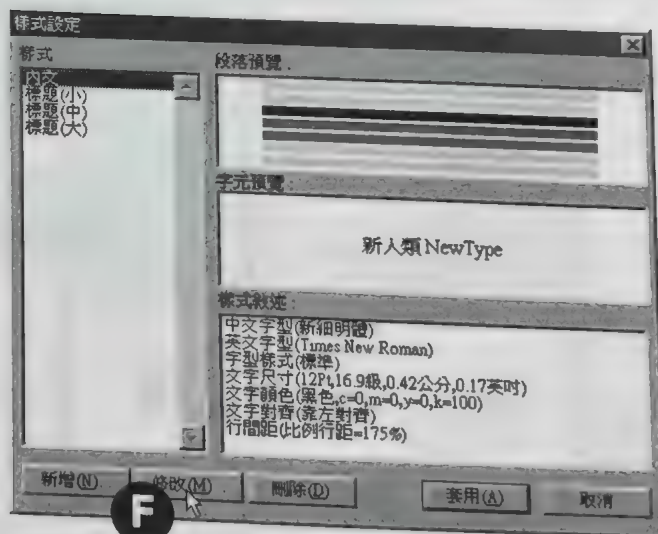 樣式設定
樣式
內文
標題(小)
標題(中)
標題(大)
段落預覽:
字元預覽:
新人類 NewType
樣式敘述:
中文字型(新細明體)
英文字型(Times New Roman)
字型樣式(標準)
文字尺寸(12Pt,16.9級,0.42公分,0.17英吋)
文字顏色(黑色,c=0,m=0,y=0,k=100)
文字對齊(靠左對齊)
行間距(比例行距=175%)
新增(N)... 修改(M)... 刪除(D) 套用(A) 取消
F